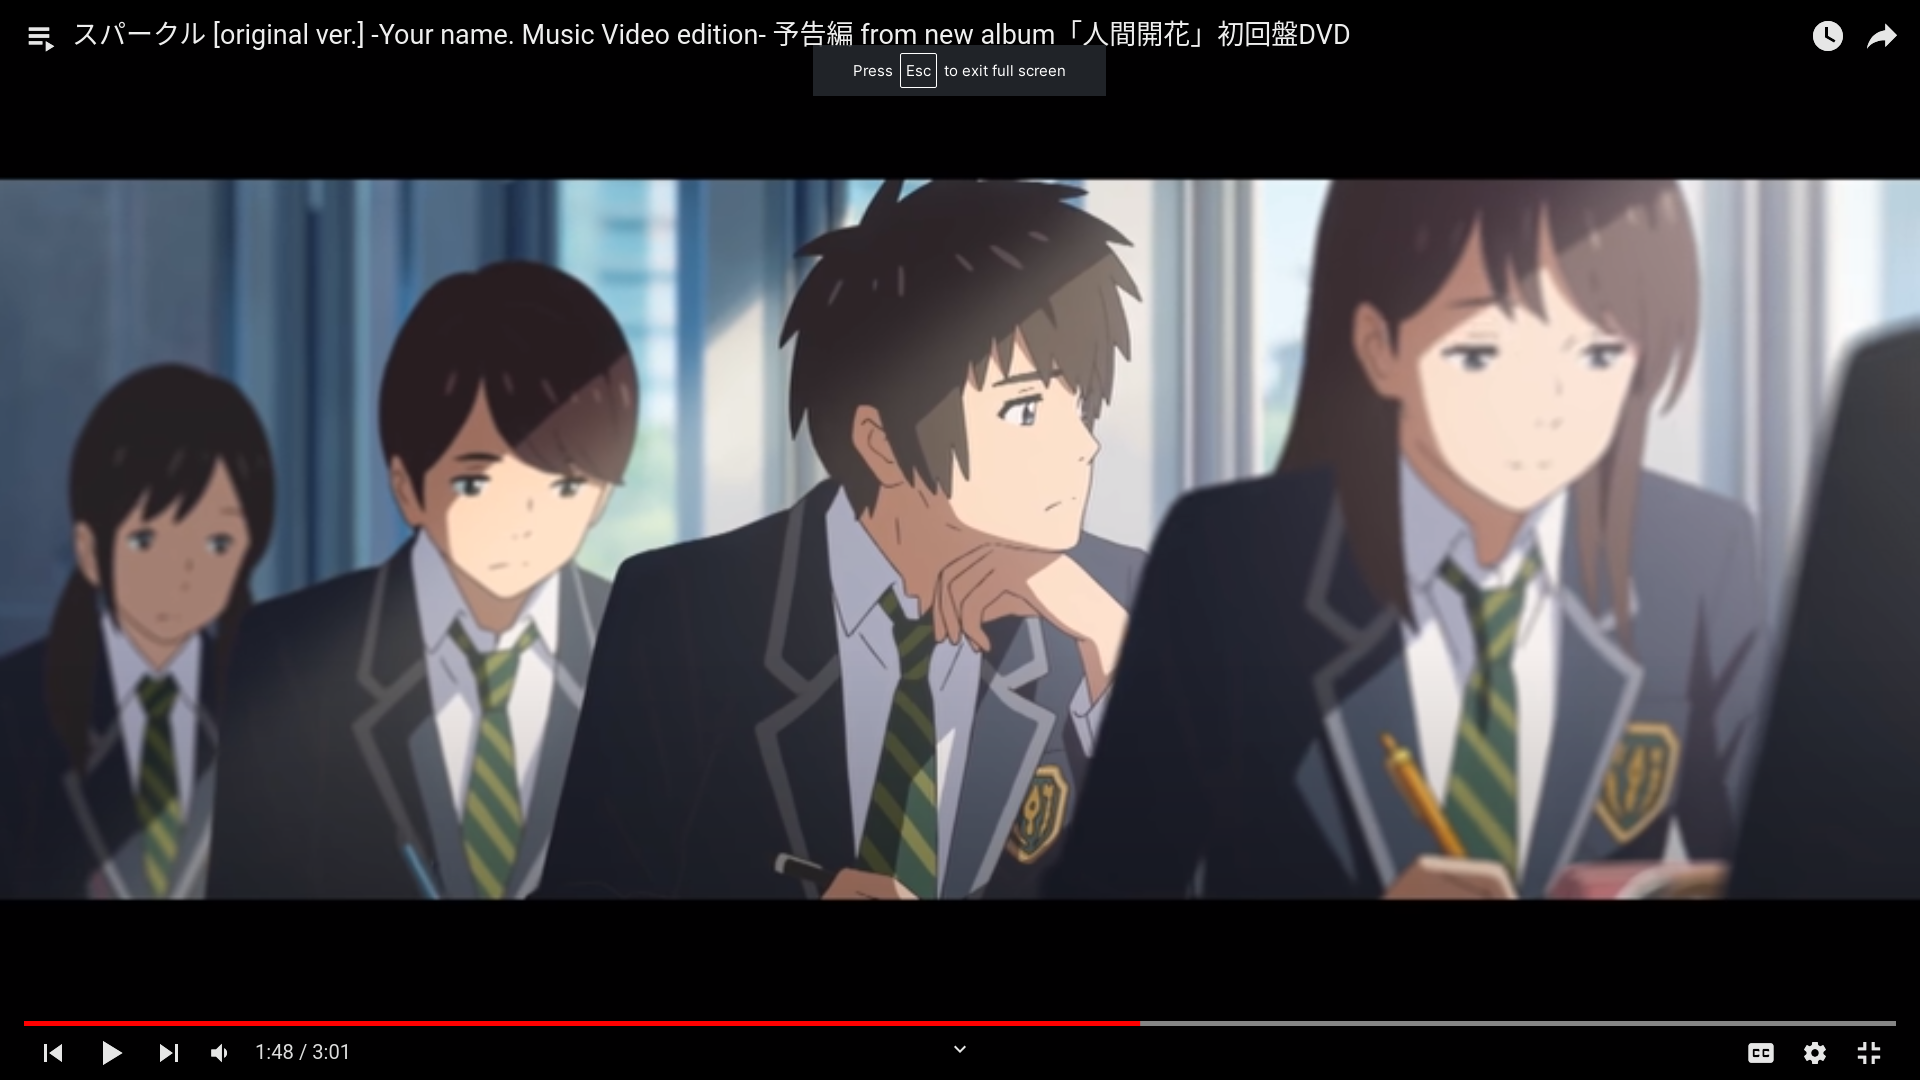 スパークル [original ver.] -Your name. Music Video edition- 予告編 from new album「人間開花」初回盤DVD
Press Esc to exit full screen
1:48 / 3:01
CC